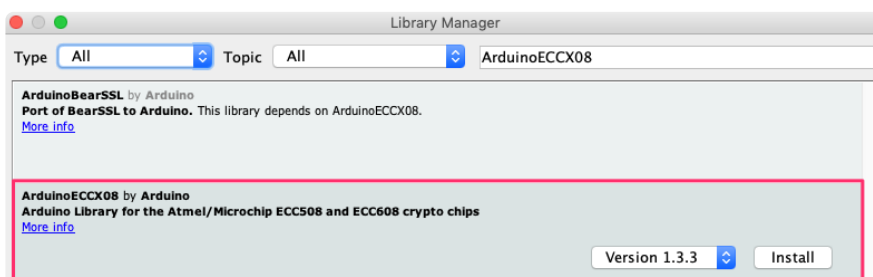 Library Manager
Type All Topic All ArduinoECCX08
ArduinoBearSSL by Arduino
Port of BearSSL to Arduino. This library depends on ArduinoECCX08.
More info
ArduinoECCX08 by Arduino
Arduino Library for the Atmel/Microchip ECC508 and ECC608 crypto chips
More info
Version 1.3.3 Install